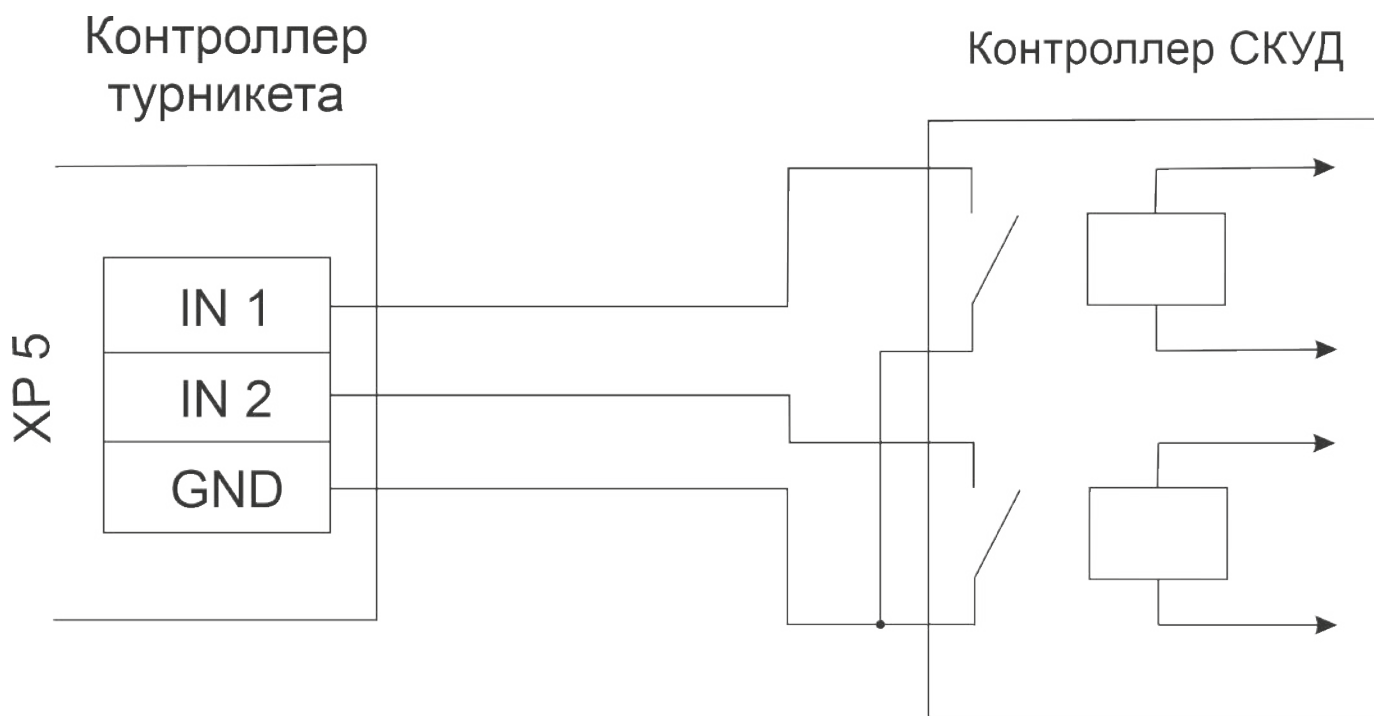 Контроллер
турникета
Контроллер СКУД
XP 5
IN 1
IN 2
GND